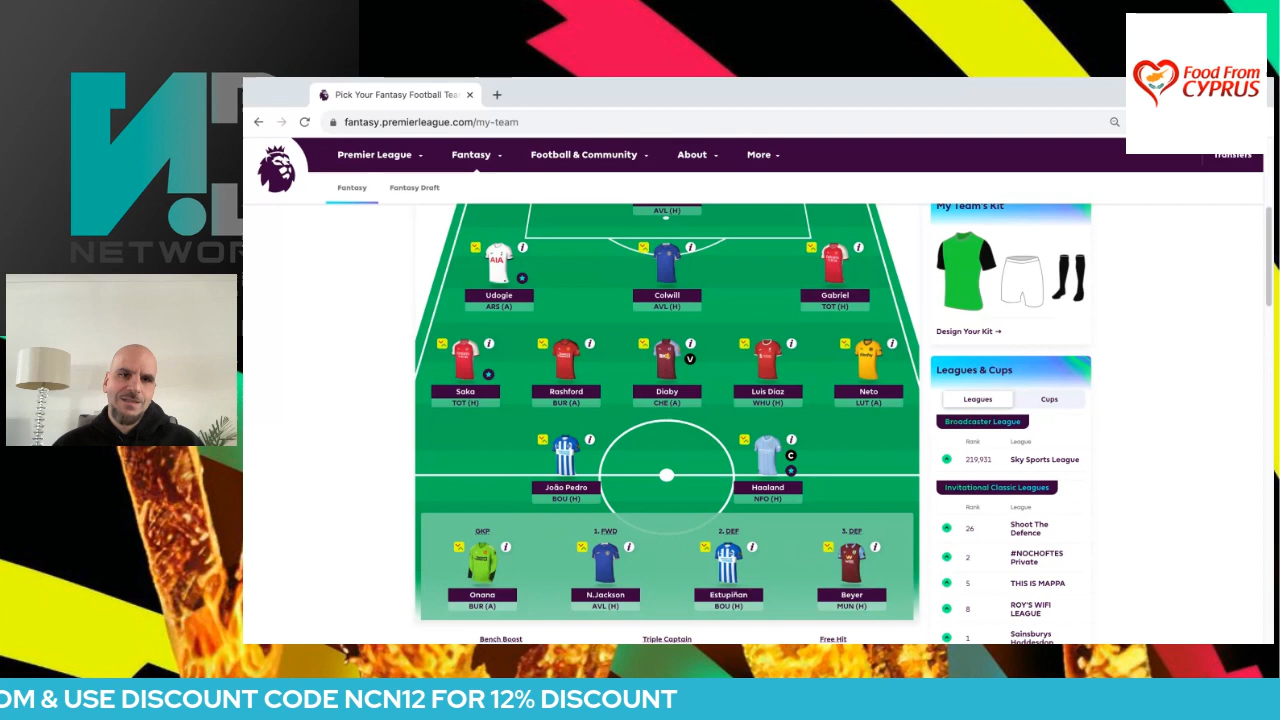 Food From
CYPRUS
NETWOR
Pick Your Fantasy Football Tea
fantasy.premierleague.com/my-team
Premier League Fantasy Football & Community About More Transfers
Fantasy Fantasy Draft
AVL (H)
Udogie Colwill Gabriel
ARS (A) AVL (H) TOT (H)
Saka Rashford Diaby Luis Díaz Neto
TOT (H) BUR (A) CHE (A) WHU (H) LUT (A)
João Pedro Haaland
BOU (H) NFO (H)
GKP 1. FWD 2. DEF 3. DEF
Onana N.Jackson Estupiñan Beyer
BUR (A) AVL (H) BOU (H) MUN (H)
Bench Boost Triple Captain Free Hit
My Team's Kit
Design Your Kit →
Leagues & Cups
Leagues Cups
Broadcaster League
Rank League
219,931 Sky Sports League
Invitational Classic Leagues
Rank League
26 Shoot The
Defence
2 #NOCHOFTES
Private
5 THIS IS MAPPA
8 ROY'S WIFI
LEAGUE
1 Sainsburys
Hoddesdon
OM & USE DISCOUNT CODE NCN12 FOR 12% DISCOUNT